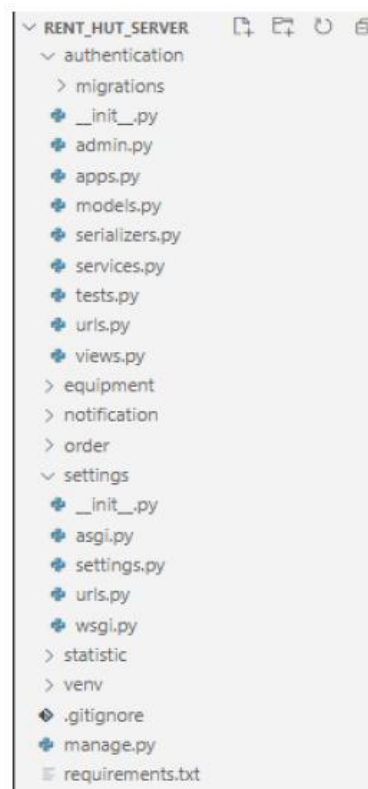 RENT_HUT_SERVER
authentication
migrations
__init__.py
admin.py
apps.py
models.py
serializers.py
services.py
tests.py
urls.py
views.py
equipment
notification
order
settings
__init__.py
asgi.py
settings.py
urls.py
wsgi.py
statistic
venv
.gitignore
manage.py
requirements.txt